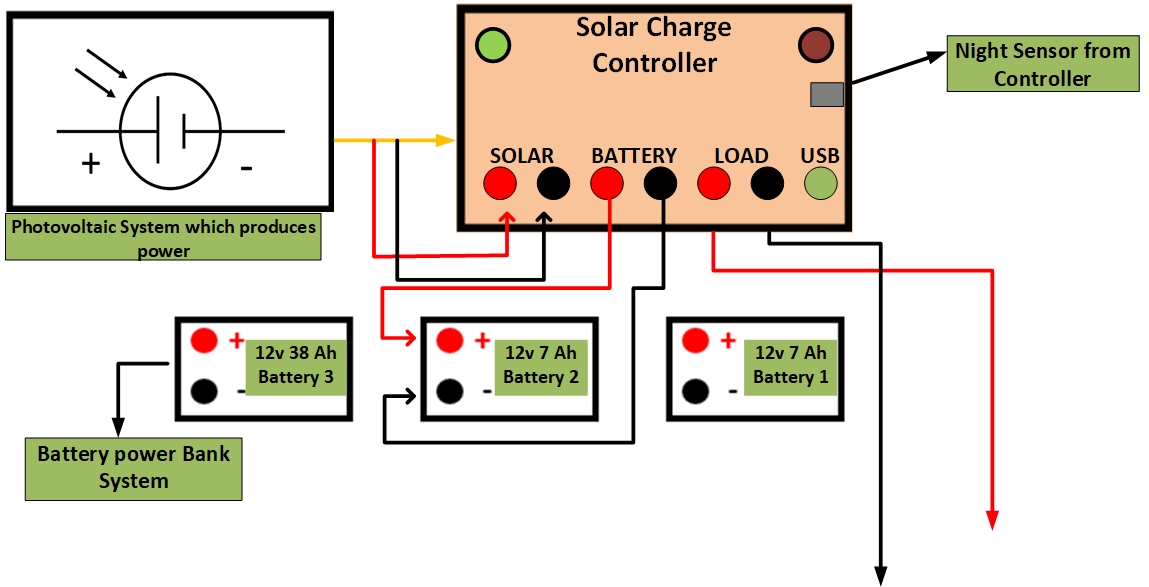 Solar Charge
Controller
Night Sensor from
Controller
SOLAR BATTERY LOAD USB
+ -
Photovoltaic System which produces
power
+ -
12v 38 Ah
Battery 3
+ -
12v 7 Ah
Battery 2
+ -
12v 7 Ah
Battery 1
Battery power Bank
System